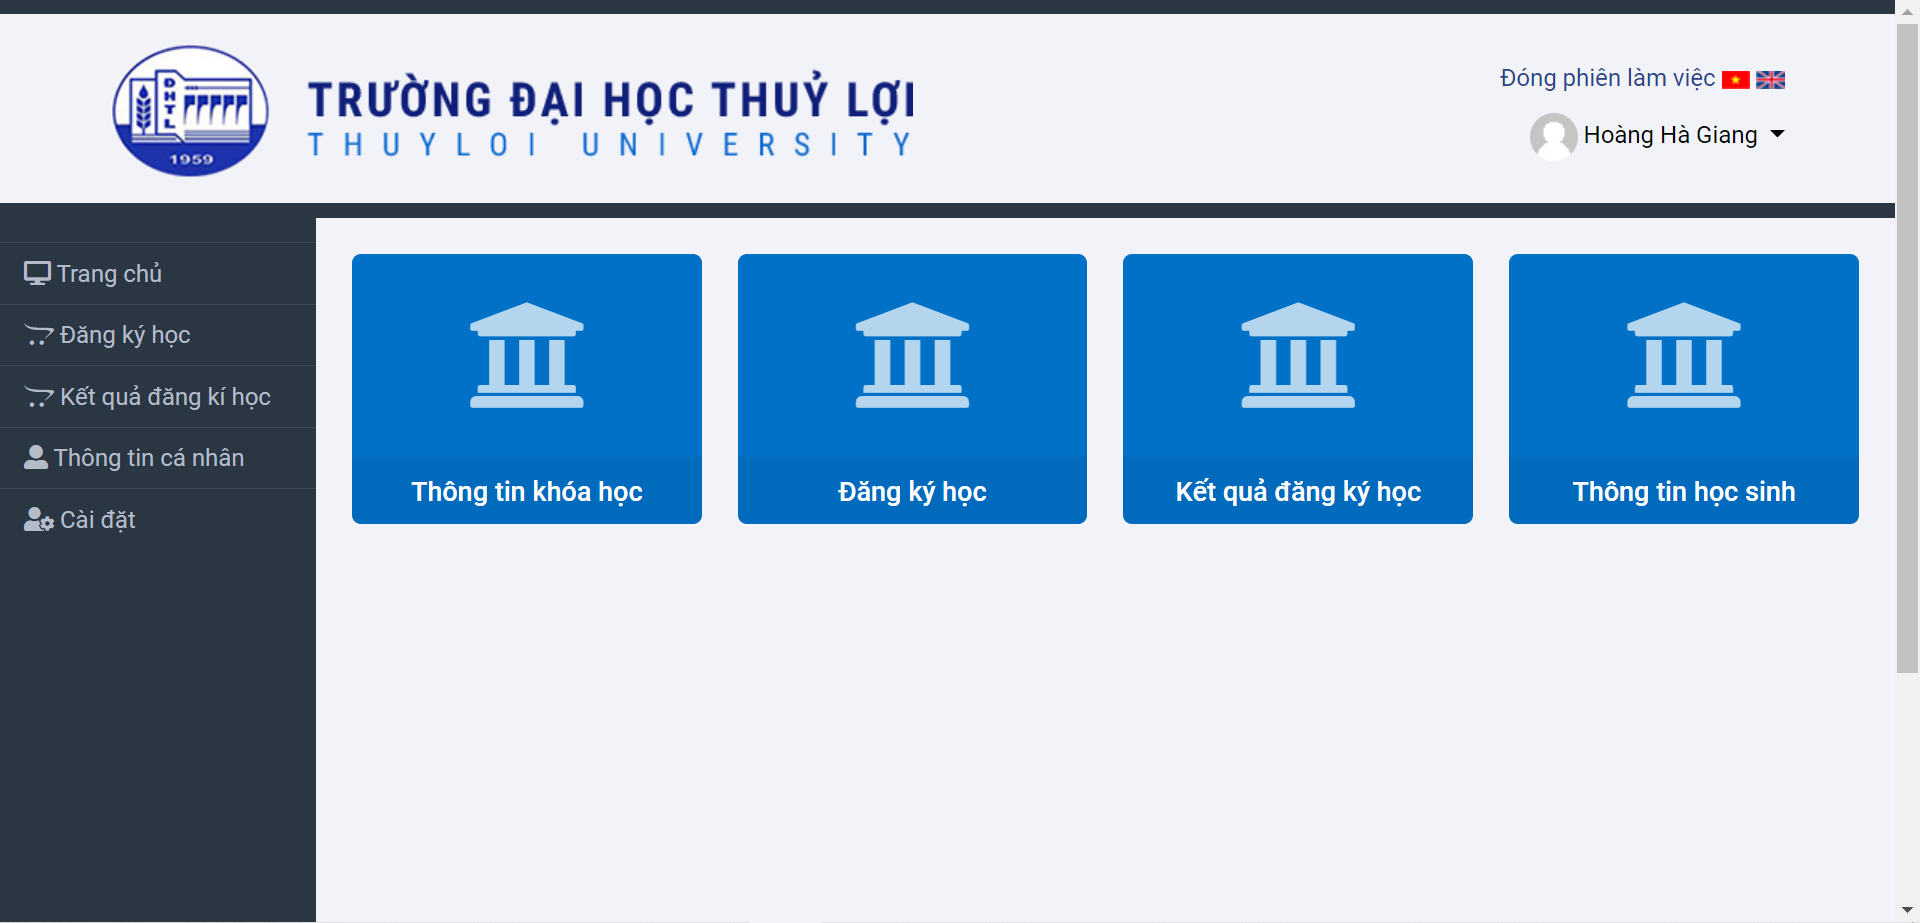 ĐHTL
1959
TRƯỜNG ĐẠI HỌC THUỶ LỢI
THUYLOI UNIVERSITY
Đóng phiên làm việc
Hoàng Hà Giang
Trang chủ
Đăng ký học
Kết quả đăng kí học
Thông tin cá nhân
Cài đặt
Thông tin khóa học
Đăng ký học
Kết quả đăng ký học
Thông tin học sinh